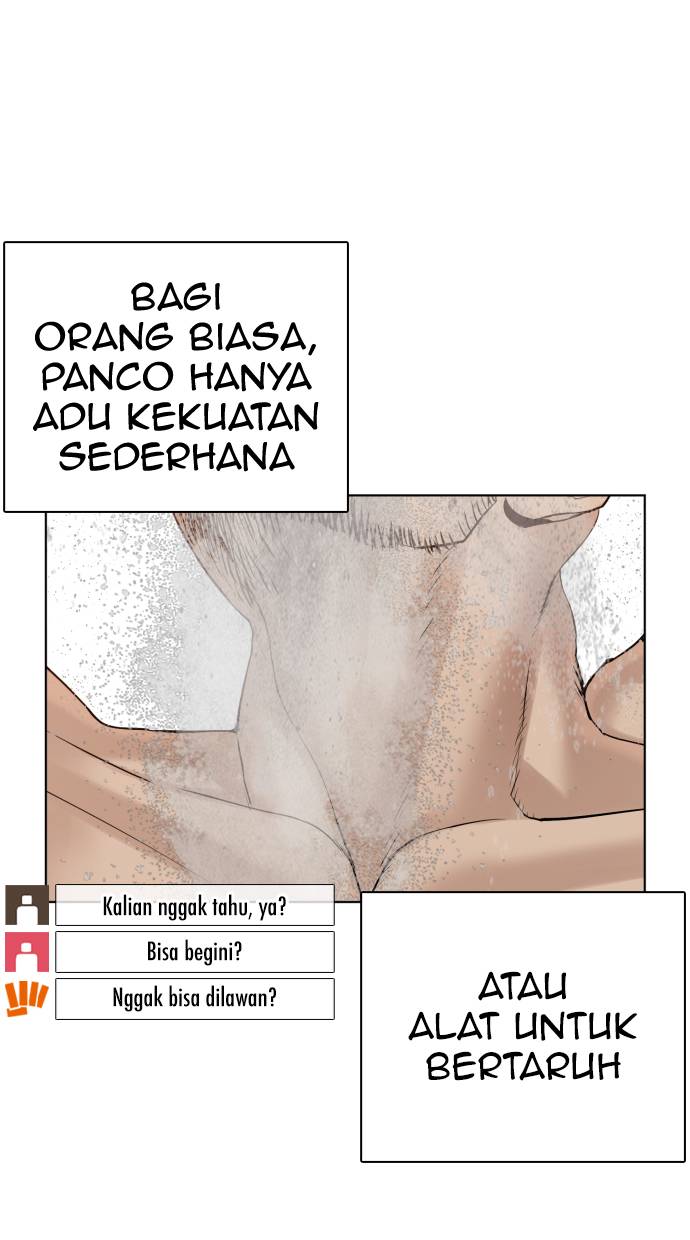 BAGI
ORANG BIASA,
PANCO HANYA
ADU KEKUATAN
SEDERHANA
Kalian nggak tahu, ya?
Bisa begini?
Nggak bisa dilawan?
ATAU
ALAT UNTUK
BERTARUH